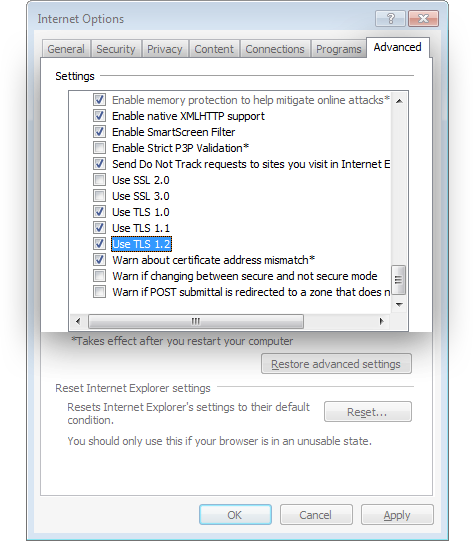 Internet Options
General Security Privacy Content Connections Programs Advanced
Settings
Enable memory protection to help mitigate online attacks*
Enable native XMLHTTP support
Enable SmartScreen Filter
Enable Strict P3P Validation*
Send Do Not Track requests to sites you visit in Internet E
Use SSL 2.0
Use SSL 3.0
Use TLS 1.0
Use TLS 1.1
Use TLS 1.2
Warn about certificate address mismatch*
Warn if changing between secure and not secure mode
Warn if POST submittal is redirected to a zone that does n
*Takes effect after you restart your computer
Restore advanced settings
Reset Internet Explorer settings
Resets Internet Explorer's settings to their default
condition.
Reset...
You should only use this if your browser is in an unusable state.
OK Cancel Apply